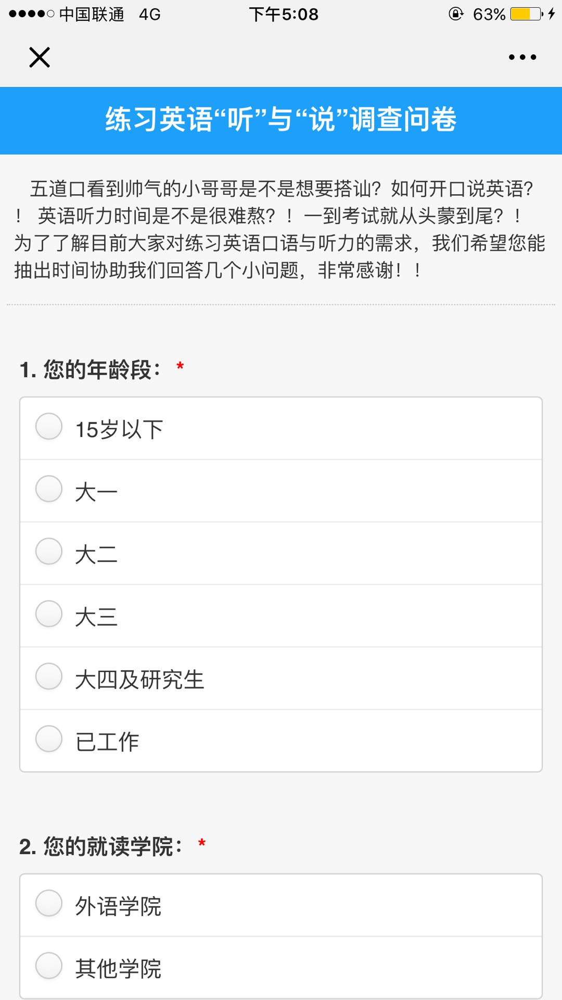 中国联通 4G 下午5:08 63%
练习英语“听”与“说”调查问卷
五道口看到帅气的小哥哥是不是想要搭讪？如何开口说英语？
！ 英语听力时间是不是很难熬？！一到考试就从头蒙到尾？！
为了了解目前大家对练习英语口语与听力的需求，我们希望您能
抽出时间协助我们回答几个小问题，非常感谢！！
1. 您的年龄段： *
15岁以下
大一
大二
大三
大四及研究生
已工作
2. 您的就读学院： *
外语学院
其他学院